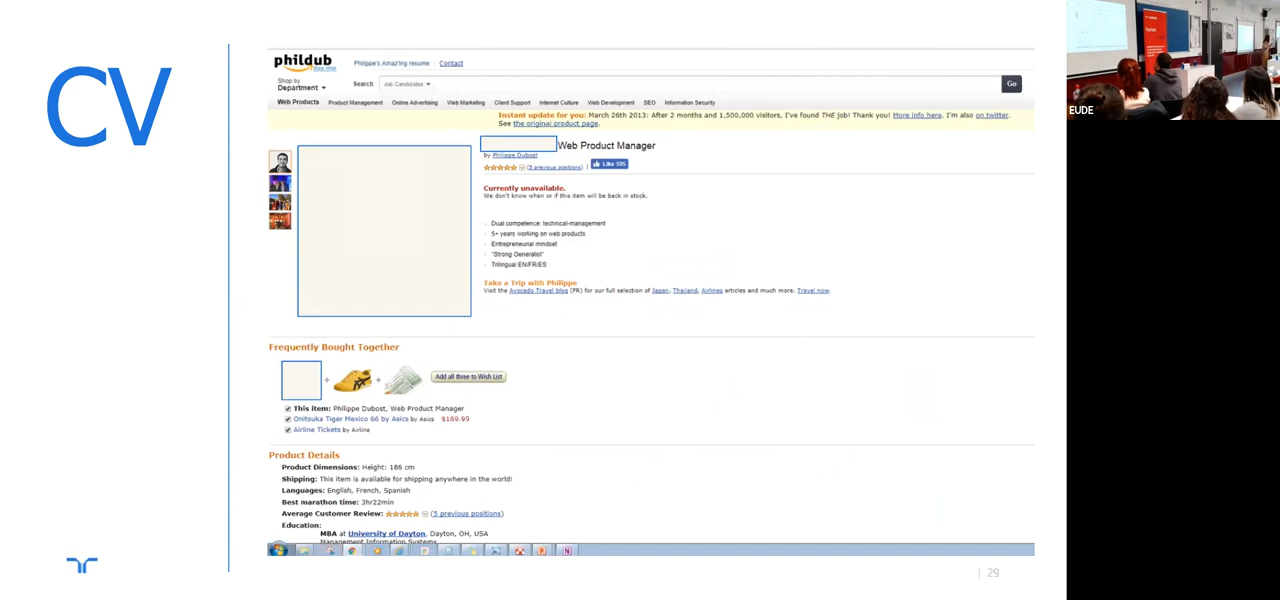 CV
phildub
Philippe's Amazing resume Contact
Shop by
Department
Search Job Candidates Go
Web Products Product Management Online Advertising Web Marketing Client Support Internet Culture Web Development SEO Information Security
Instant update for you: March 26th 2013: After 2 months and 1,500,000 visitors, I've found THE job! Thank you! More info here. I'm also on twitter.
See the original product page.
Web Product Manager
by Philippe Dubost
(5 previous positions) | Like 595
Currently unavailable.
We don't know when or if this item will be back in stock.
Dual competence: technical-management
5+ years working on web products
Entrepreneurial mindset
"Strong Generalist"
Trilingual EN/FR/ES
Take a Trip with Philippe
Visit the Avocado Travel blog (FR) for our full selection of Japan, Thailand, Airlines articles and much more. Travel now.
Frequently Bought Together
+ + Add all three to Wish List
This item: Philippe Dubost, Web Product Manager
Onitsuka Tiger Mexico 66 by Asics by Asics $169.99
Airline Tickets by Airline
Product Details
Product Dimensions: Height: 186 cm
Shipping: This item is available for shipping anywhere in the world!
Languages: English, French, Spanish
Best marathon time: 3hr22min
Average Customer Review: (5 previous positions)
Education:
MBA at University of Dayton, Dayton, OH, USA
Management Information Systems
| 29
EUDE